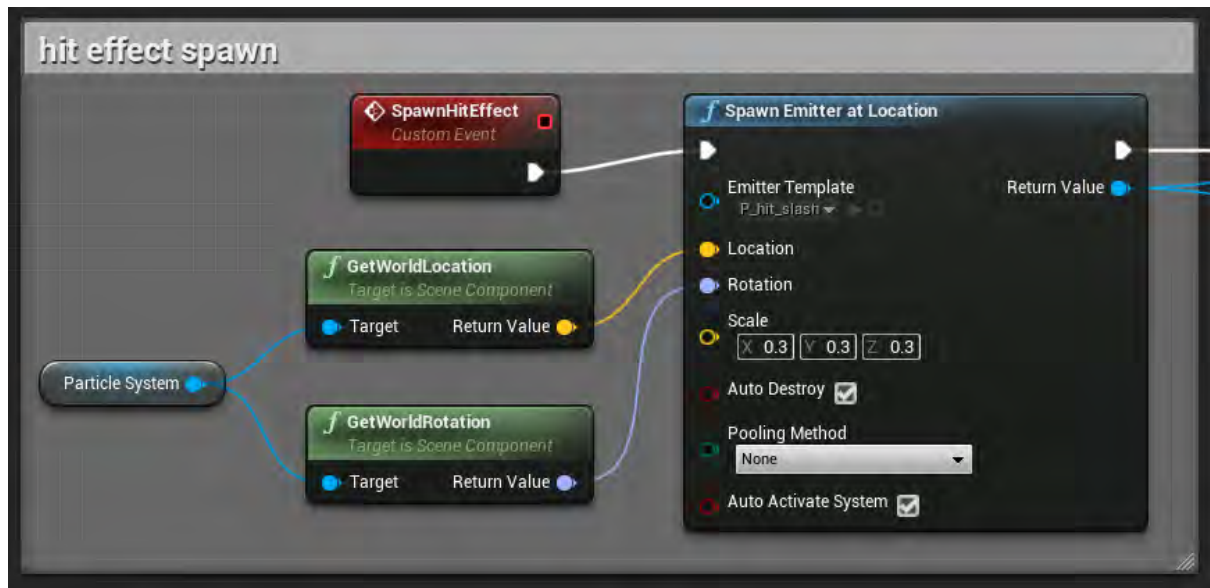 hit effect spawn
SpawnHitEffect
Custom Event
f Spawn Emitter at Location
Emitter Template
P_hit_slash
Return Value
Location
Rotation
Scale
X 0.3 Y 0.3 Z 0.3
Auto Destroy
Pooling Method
None
Auto Activate System
f GetWorldLocation
Target is Scene Component
Target Return Value
Particle System
f GetWorldRotation
Target is Scene Component
Target Return Value